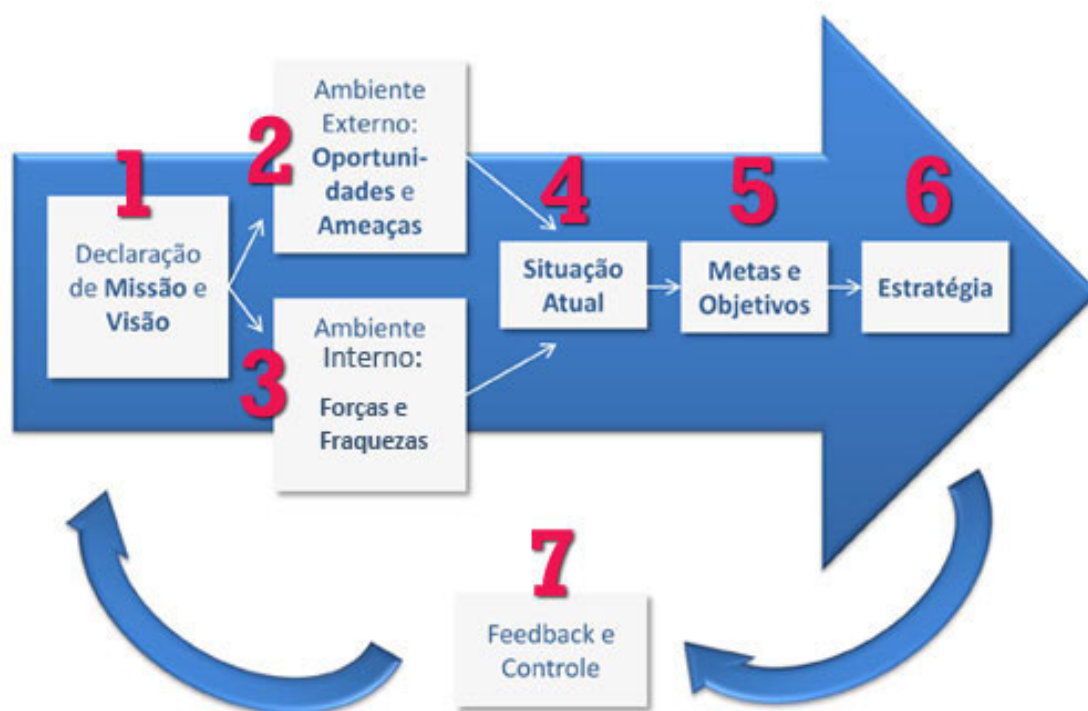 1
Declaração
de Missão e
Visão
2
Ambiente
Externo:
Oportuni-
dades e
Ameaças
3
Ambiente
Interno:
Forças e
Fraquezas
4
Situação
Atual
5
Metas e
Objetivos
6
Estratégia
7
Feedback e
Controle